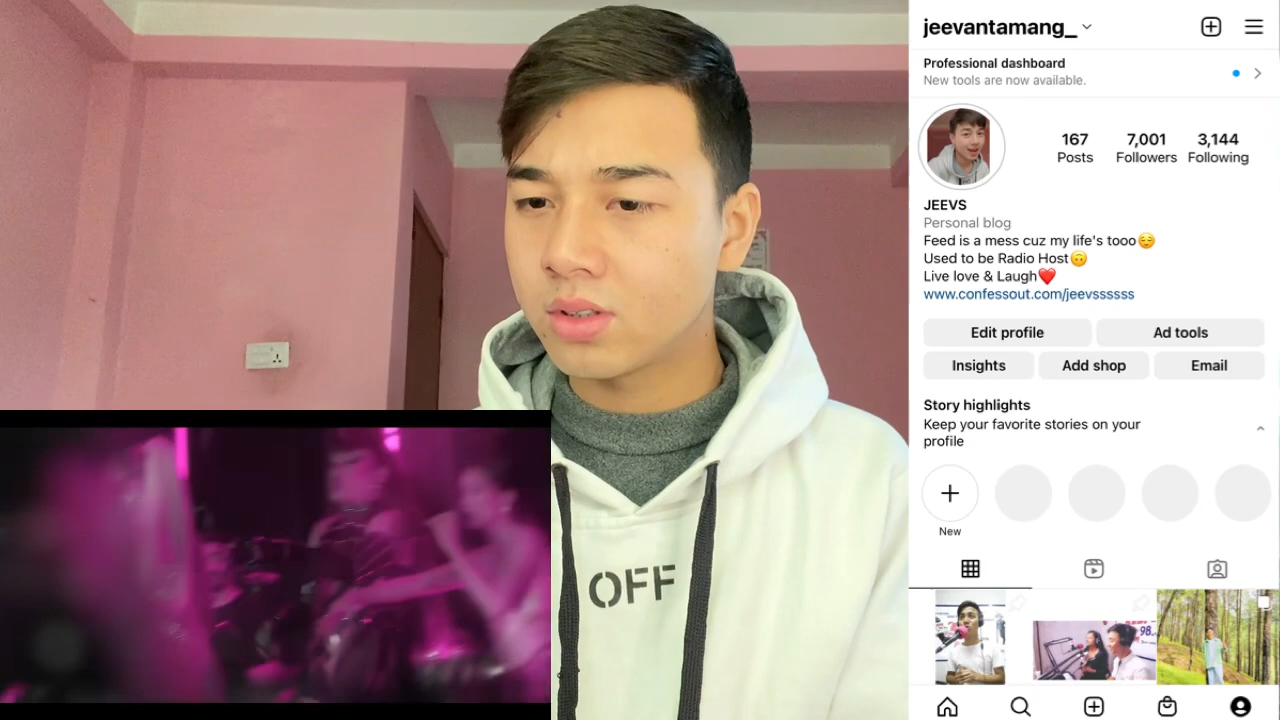 jeevantamang_
Professional dashboard
New tools are now available.
167
7,001
3,144
Posts
Followers
Following
JEEVS
Personal blog
Feed is a mess cuz my life's tooo😌
Used to be Radio Host🙃
Live love & Laugh❤️
www.confessout.com/jeevssssss
Edit profile
Ad tools
Insights
Add shop
Email
Story highlights
Keep your favorite stories on your
profile
New
98.
OFF